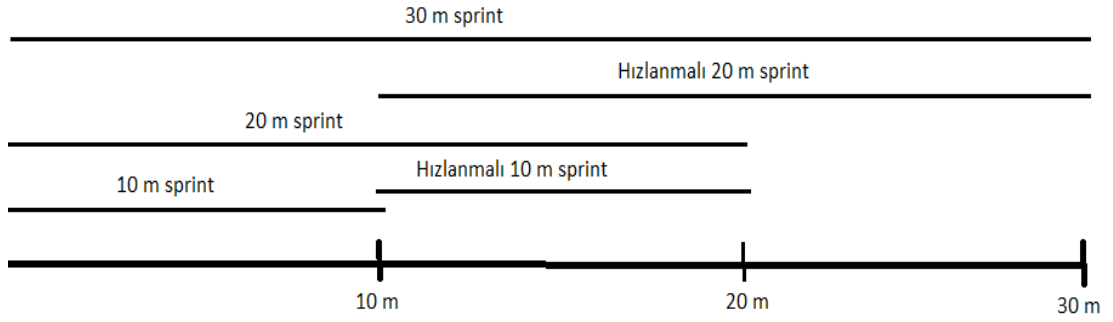 30 m sprint
Hızlanmalı 20 m sprint
20 m sprint
Hızlanmalı 10 m sprint
10 m sprint
10 m
20 m
30 m